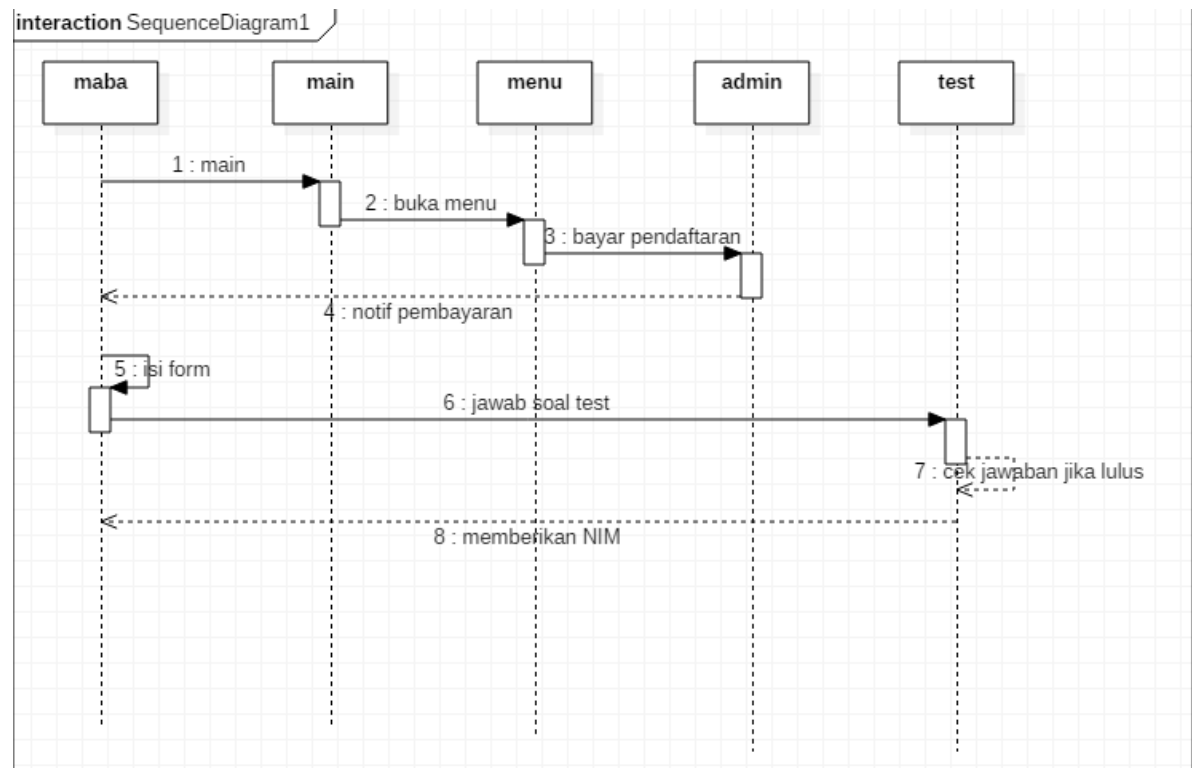 interaction SequenceDiagram1
maba
main
menu
admin
test
1 : main
2 : buka menu
3 : bayar pendaftaran
4 : notif pembayaran
5 : isi form
6 : jawab soal test
7 : cek jawaban jika lulus
8 : memberikan NIM